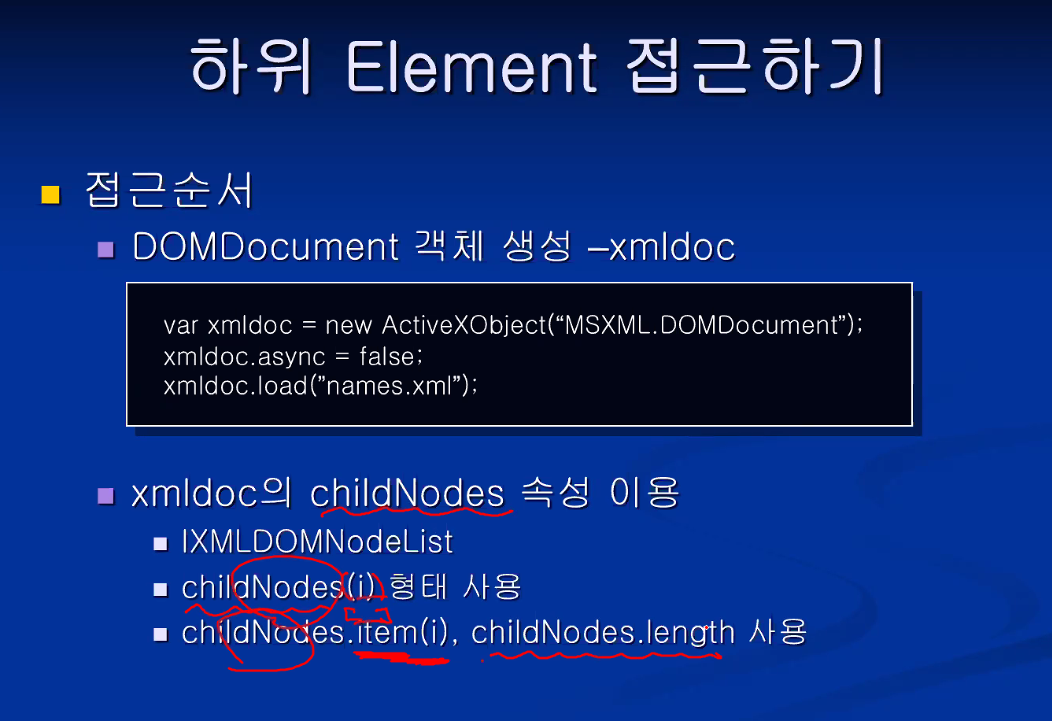 하위 Element 접근하기
접근순서
DOMDocument 객체 생성 –xmldoc
var xmldoc = new ActiveXObject(“MSXML.DOMDocument”);
xmldoc.async = false;
xmldoc.load(”names.xml”);
xmldoc의 childNodes 속성 이용
IXMLDOMNodeList
childNodes(i) 형태 사용
childNodes.item(i), childNodes.length 사용